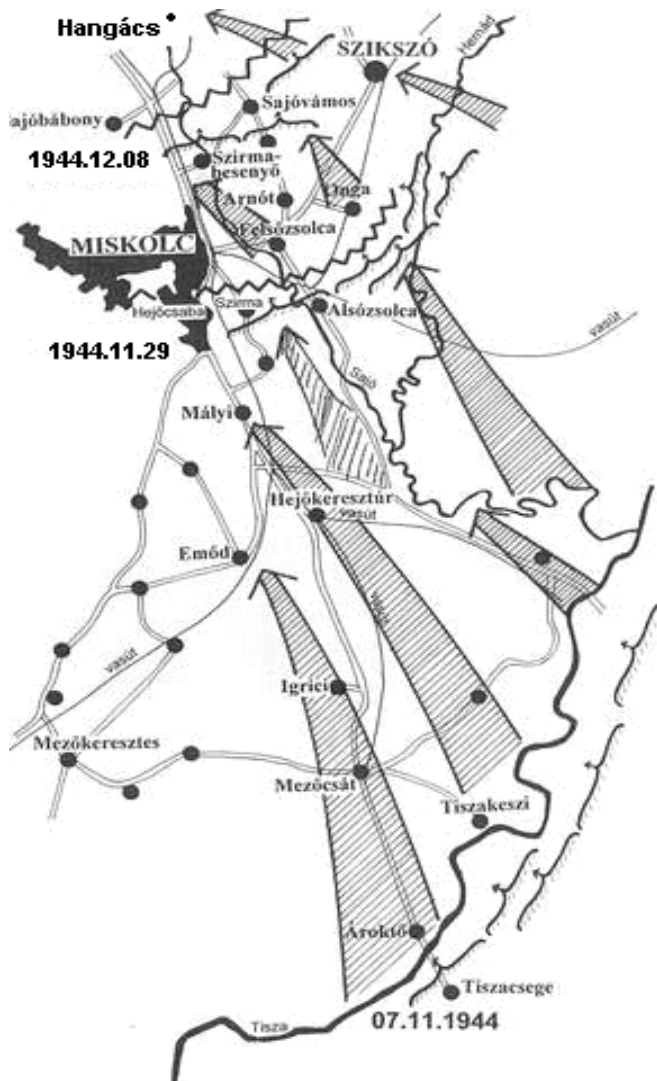 Hangács
SZIKSZÓ
Hernád
Sajóvámos
ajóbábony
1944.12.08
Szirma-
besenyő
Arnót
Onga
Felsőzsolca
MISKOLC
Szirma
Hejőcsaba
Alsózsolca
vasút
1944.11.29
Sajó
Mályi
Hejőkeresztúr
vasút
Emőd
vasút
vasút
Igrici
Mezőkeresztes
Mezőcsát
Tiszakeszi
Ároktő
Tiszacsege
07.11.1944
Tisza